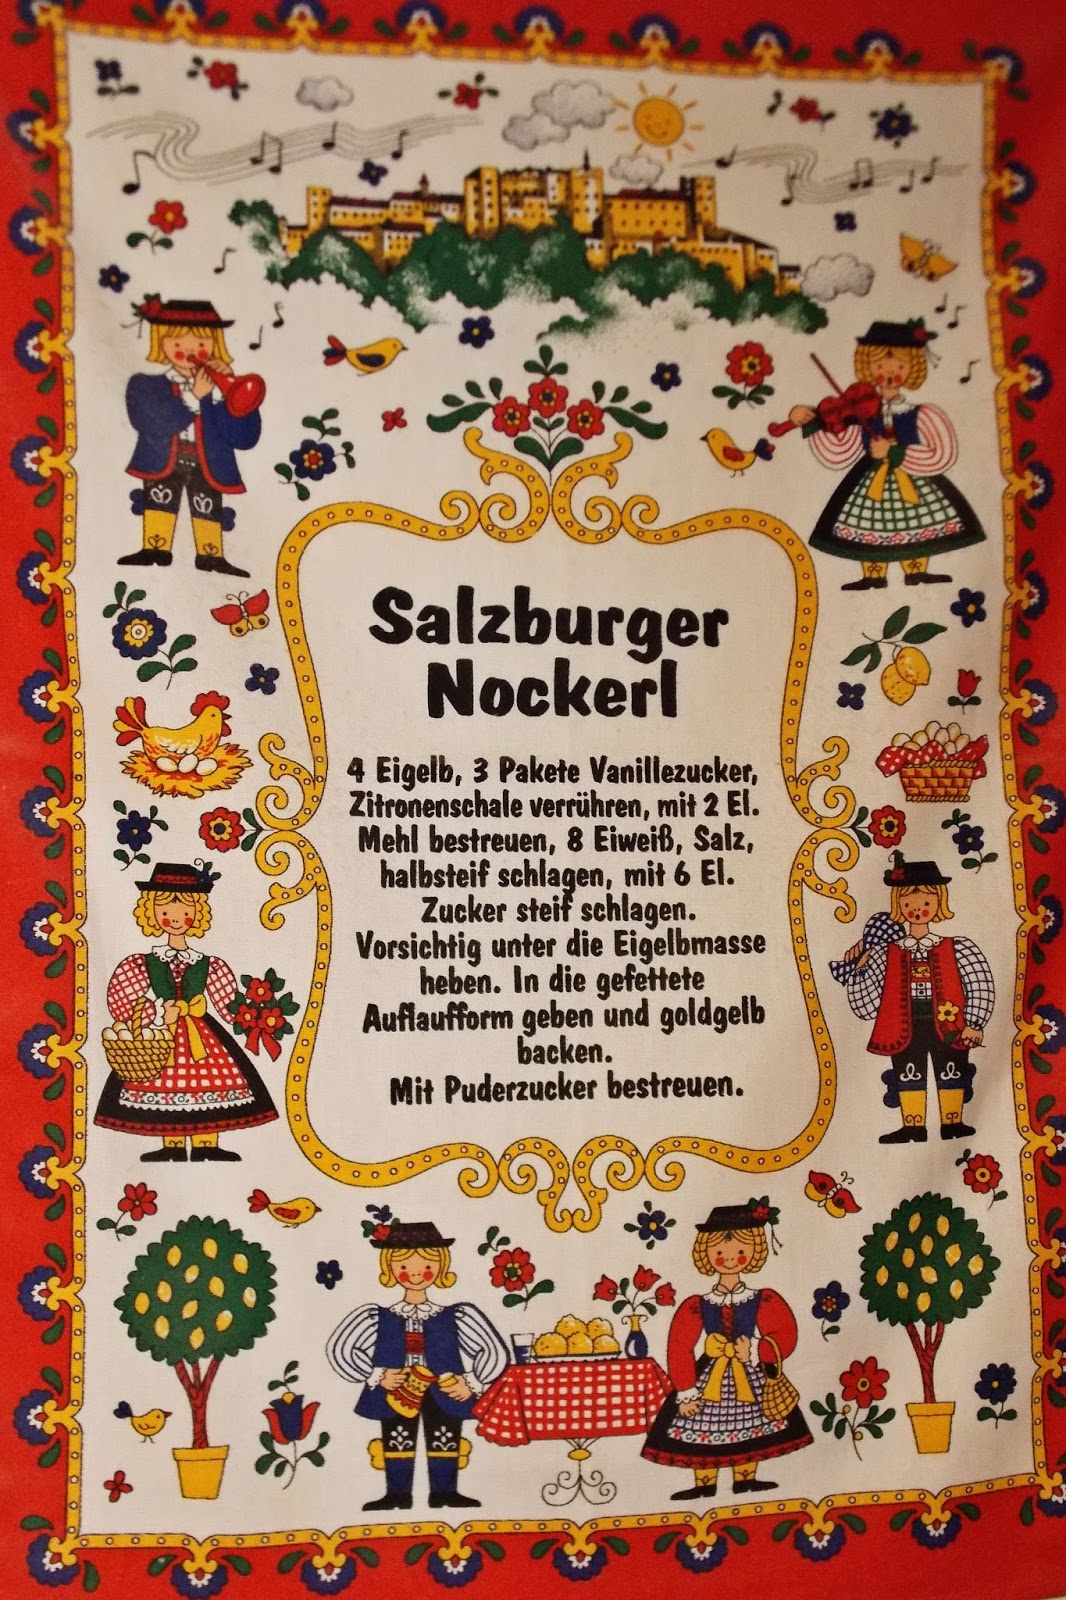 Salzburger
Nockerl
4 Eigelb, 3 Pakete Vanillezucker,
Zitronenschale verrühren, mit 2 El.
Mehl bestreuen, 8 Eiweiß, Salz,
halbsteif schlagen, mit 6 El.
Zucker steif schlagen.
Vorsichtig unter die Eigelbmasse
heben. In die gefettete
Auflaufform geben und goldgelb
backen.
Mit Puderzucker bestreuen.